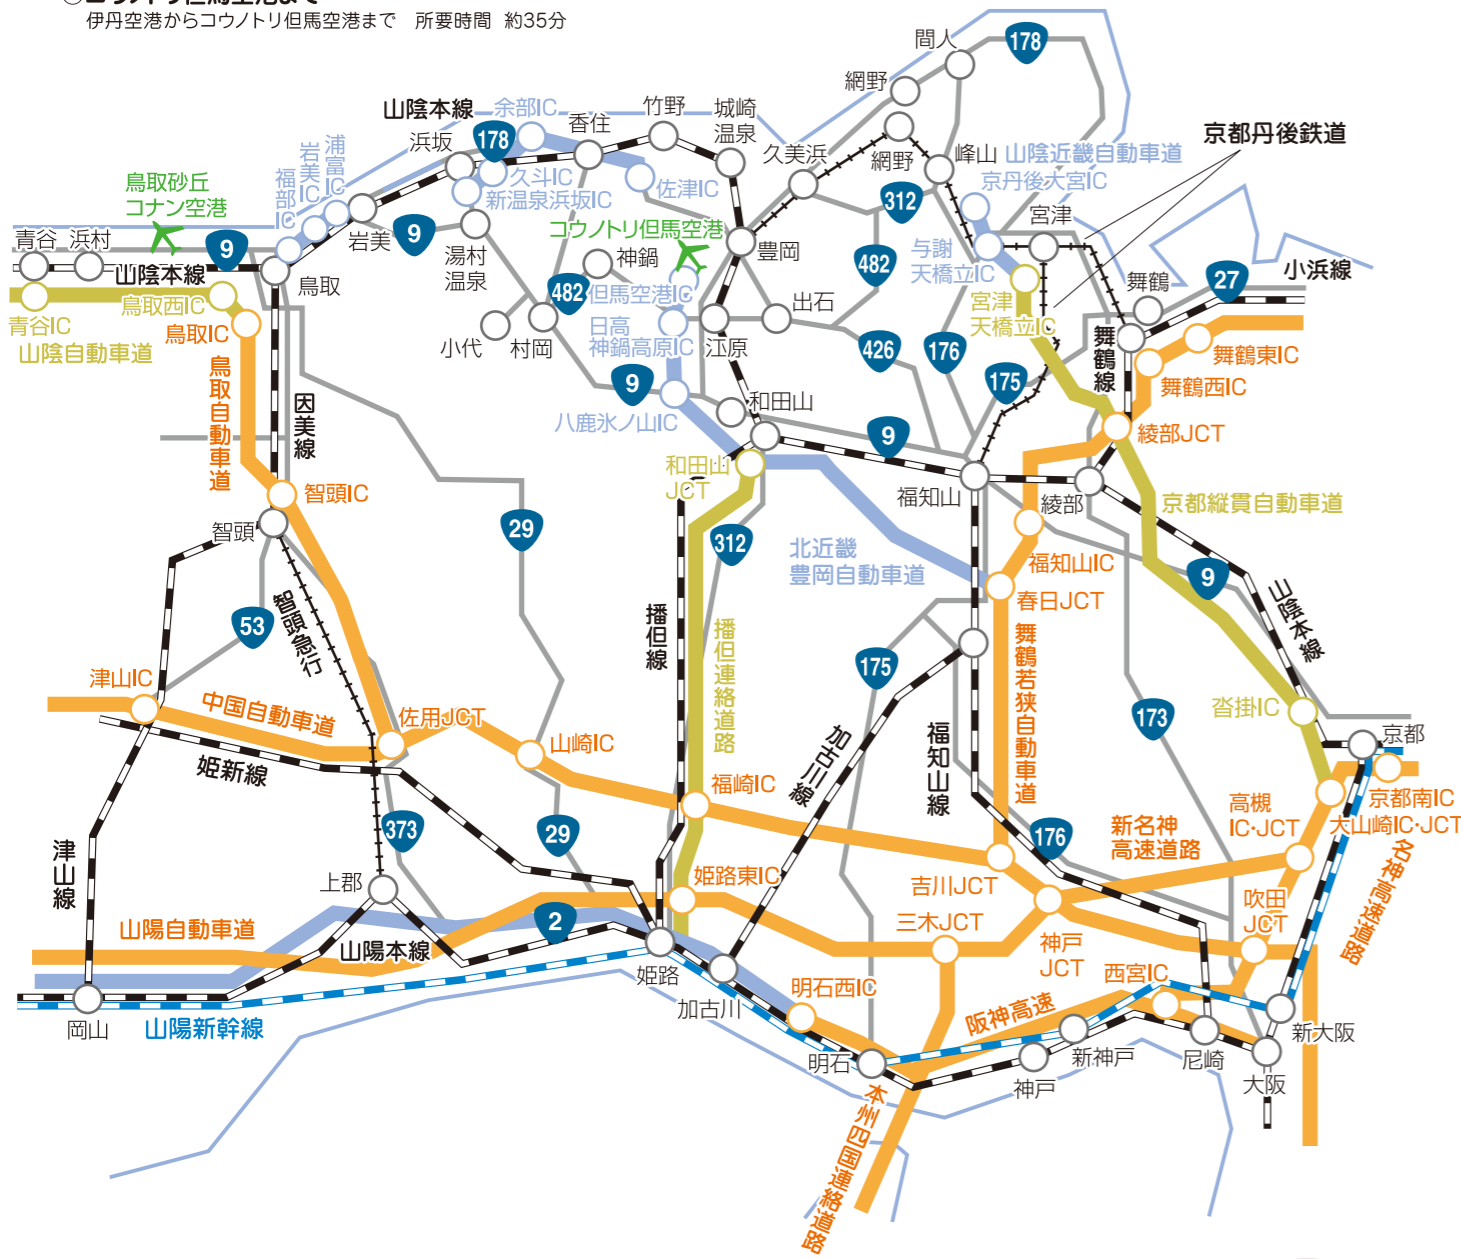 コウノトリ但馬空港まで
伊丹空港からコウノトリ但馬空港まで 所要時間 約35分
間人
178
網野
山陰本線
余部IC
竹野
城崎
温泉
浜坂
178
香住
網野
峰山
京都丹後鉄道
久美浜
山陰近畿自動車道
京丹後大宮IC
浦富IC
岩美IC
福部IC
久斗IC
新温泉浜坂IC
佐津IC
鳥取砂丘
コナン空港
312
宮津
コウノトリ但馬空港
青谷
浜村
9
岩美
9
湯村
温泉
神鍋
豊岡
482
与謝
天橋立IC
27
小浜線
山陰本線
鳥取
482
但馬空港IC
出石
宮津
天橋立IC
舞鶴
青谷IC
鳥取西IC
山陰自動車道
鳥取IC
小代
村岡
日高
神鍋高原IC
江原
426
176
舞鶴線
舞鶴東IC
舞鶴西IC
鳥取自動車道
因美線
9
八鹿氷ノ山IC
和田山
175
9
綾部JCT
和田山
JCT
福知山
智頭IC
綾部
京都縦貫自動車道
智頭
29
312
北近畿
豊岡自動車道
福知山IC
9
春日JCT
山陰本線
智頭急行
53
播但線
播但連絡道路
175
舞鶴若狭自動車道
津山IC
中国自動車道
佐用JCT
山崎IC
加古川線
福知山線
173
沓掛IC
京都
姫新線
福崎IC
高槻
IC・JCT
京都南IC
大山崎IC・JCT
373
29
176
新名神
高速道路
名神高速道路
津山線
上郡
姫路東IC
吉川JCT
三木JCT
吹田
JCT
山陽自動車道
山陽本線
2
神戸
JCT
西宮IC
姫路
加古川
明石西IC
岡山
山陽新幹線
阪神高速
新大阪
明石
新神戸
神戸
尼崎
大阪
本州四国連絡道路